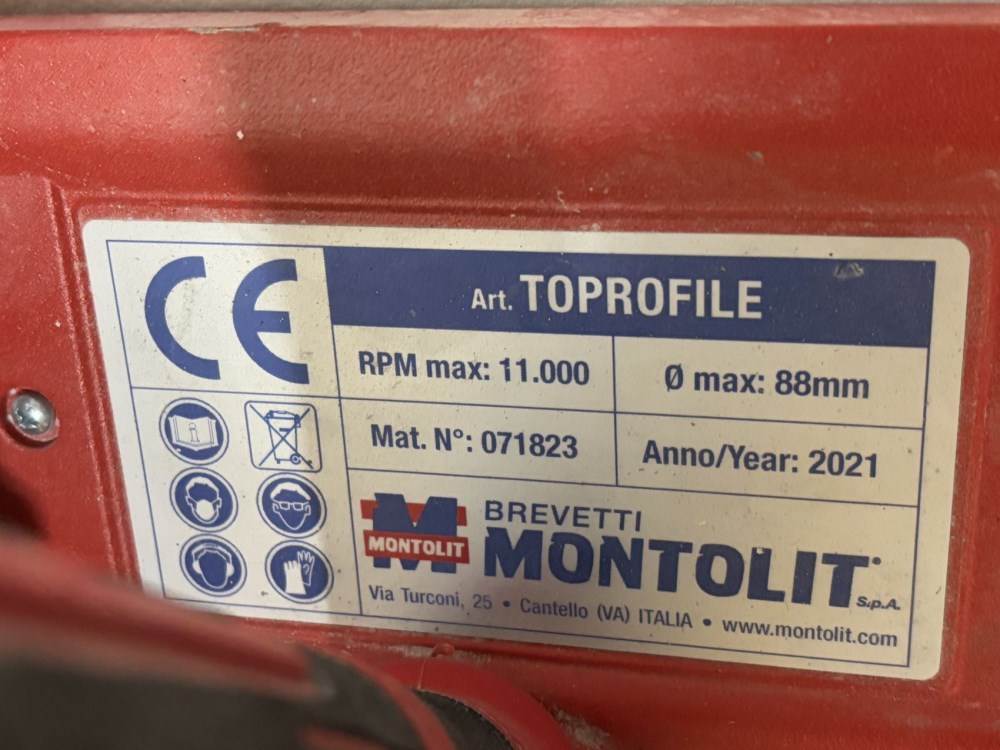 CE
Art. TOPROFILE
RPM max: 11.000
Ø max: 88mm
Mat. N°: 071823
Anno/Year: 2021
M
MONTOLIT
BREVETTI
MONTOLIT® S.p.A.
Via Turconi, 25 • Cantello (VA) ITALIA • www.montolit.com